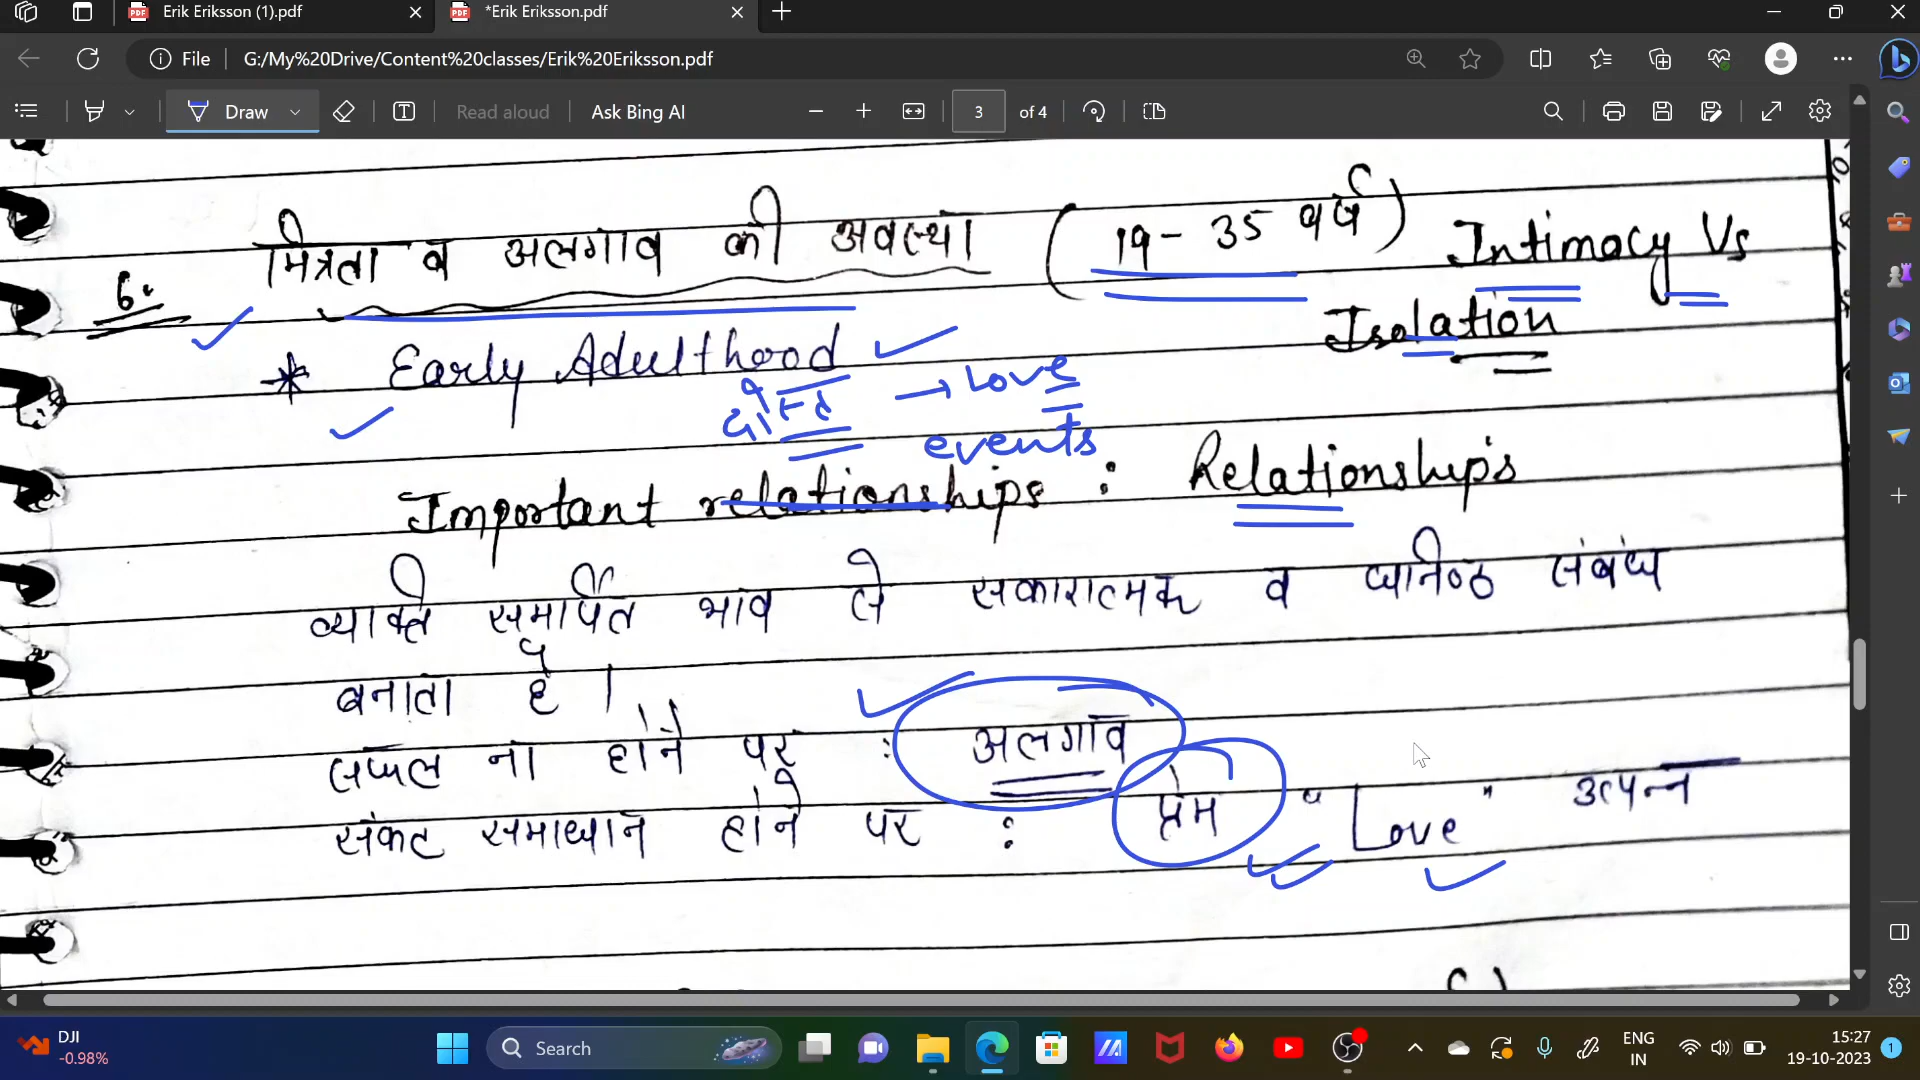 Erik Eriksson (1).pdf
*Erik Eriksson.pdf
File G:/My%20Drive/Content%20classes/Erik%20Eriksson.pdf
Draw Read aloud Ask Bing AI 3 of 4
6. मित्रता व अलगाव की अवस्था (19-35 वर्ष) Intimacy Vs
Isolation
* Early Adulthood
→ Love
events
Important relationships : Relationships
व्यक्ति समर्पित भाव से सकारात्मक व घनिष्ठ संबंध
बनाता है ।
सफल ना होने पर : अलगाव
संकट समाधान होने पर : प्रेम "Love" उत्पन्न
DJI
-0.98%
Search
ENG
IN
15:27
19-10-2023
1